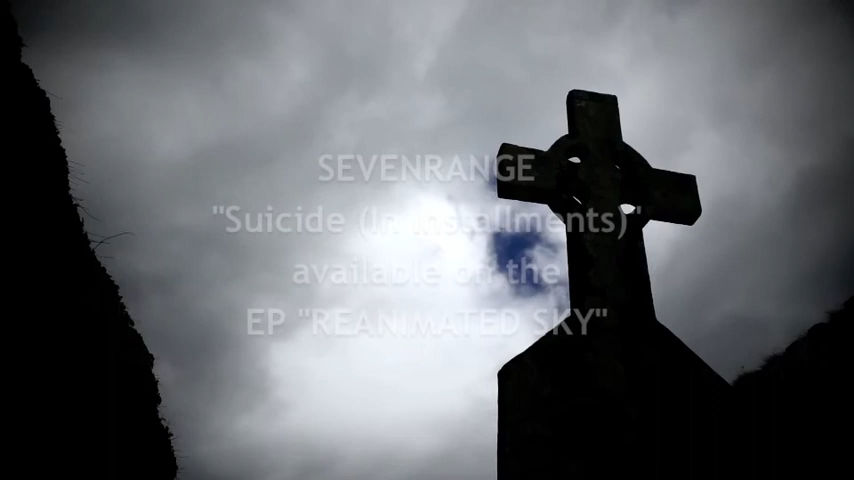 SEVENRANGE
"Suicide (In Installments)"
available on the
EP "REANIMATED SKY"